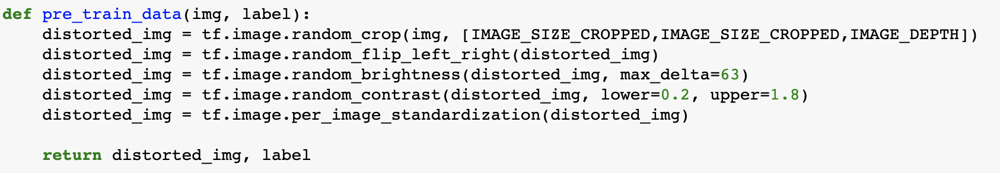 def pre_train_data(img, label):
    distorted_img = tf.image.random_crop(img, [IMAGE_SIZE_CROPPED,IMAGE_SIZE_CROPPED,IMAGE_DEPTH])
    distorted_img = tf.image.random_flip_left_right(distorted_img)
    distorted_img = tf.image.random_brightness(distorted_img, max_delta=63)
    distorted_img = tf.image.random_contrast(distorted_img, lower=0.2, upper=1.8)
    distorted_img = tf.image.per_image_standardization(distorted_img)

    return distorted_img, label